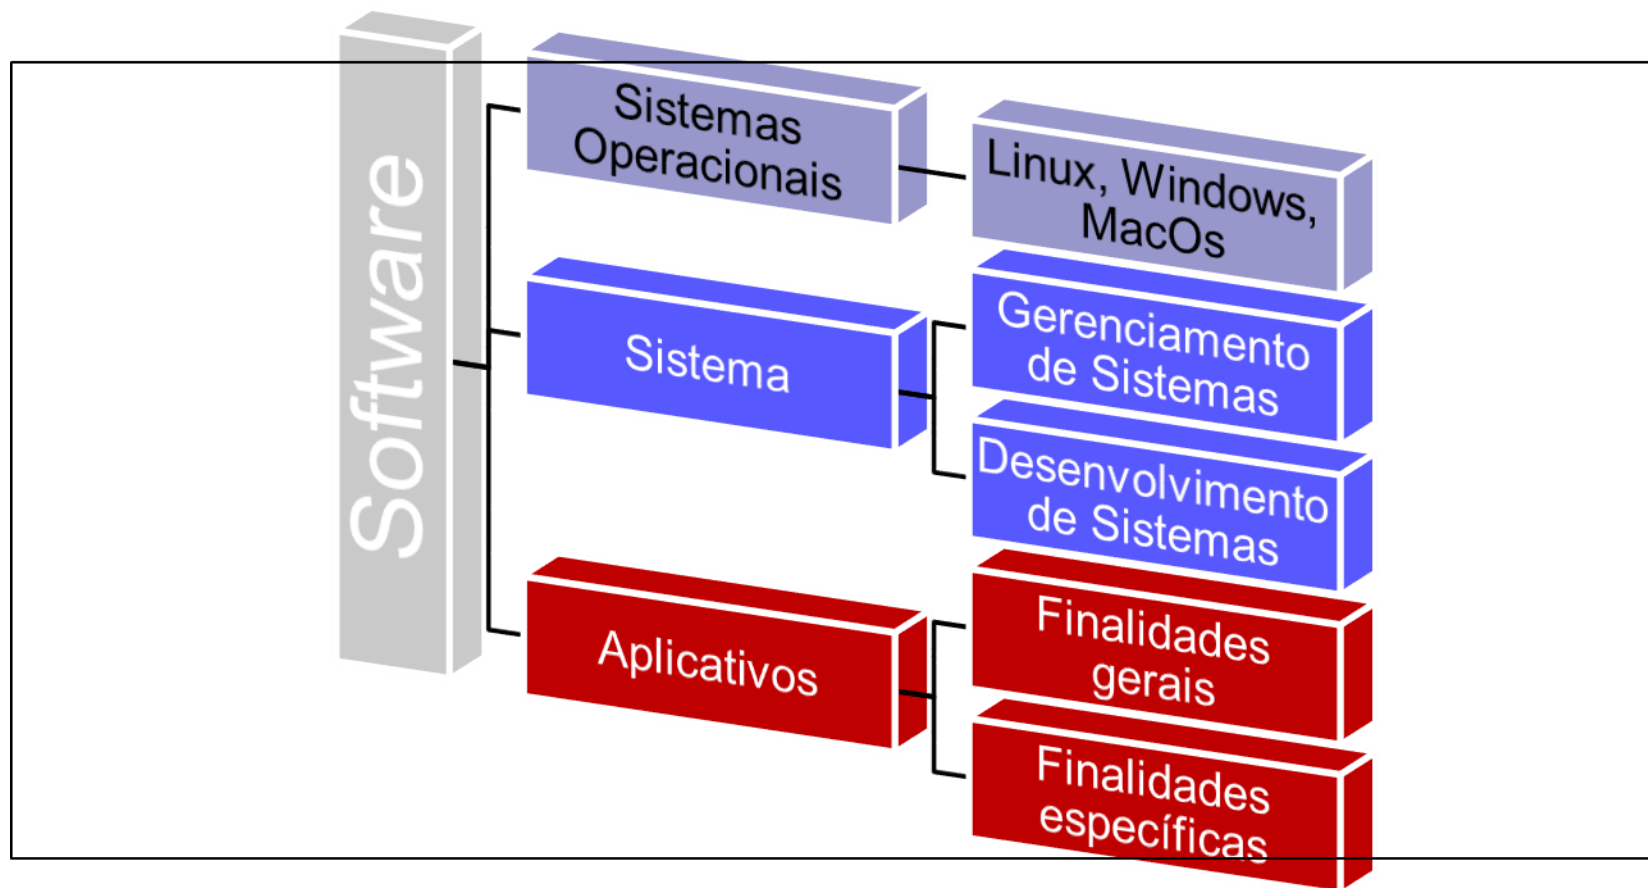 Software
Sistemas
Operacionais
Linux, Windows,
MacOs
Sistema
Gerenciamento
de Sistemas
Desenvolvimento
de Sistemas
Aplicativos
Finalidades
gerais
Finalidades
específicas